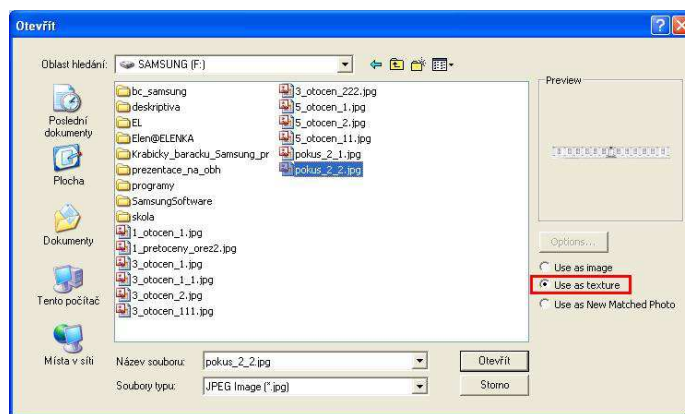 Otevřít
Oblast hledání: SAMSUNG (F:)
Poslední dokumenty
Plocha
Dokumenty
Tento počítač
Místa v síti
bc_samsung
deskriptiva
EL
Elen@ELENKA
Krabicky_baracku_Samsung_pr
prezentace_na_obh
programy
SamsungSoftware
skola
1_otocen_1.jpg
1_pretoceny_orez2.jpg
3_otocen_1.jpg
3_otocen_1_1.jpg
3_otocen_2.jpg
3_otocen_111.jpg
3_otocen_222.jpg
5_otocen_1.jpg
5_otocen_2.jpg
5_otocen_11.jpg
pokus_2_1.jpg
pokus_2_2.jpg
Preview
Options...
Use as image
Use as texture
Use as New Matched Photo
Název souboru: pokus_2_2.jpg
Otevřít
Soubory typu: JPEG Image (*.jpg)
Storno